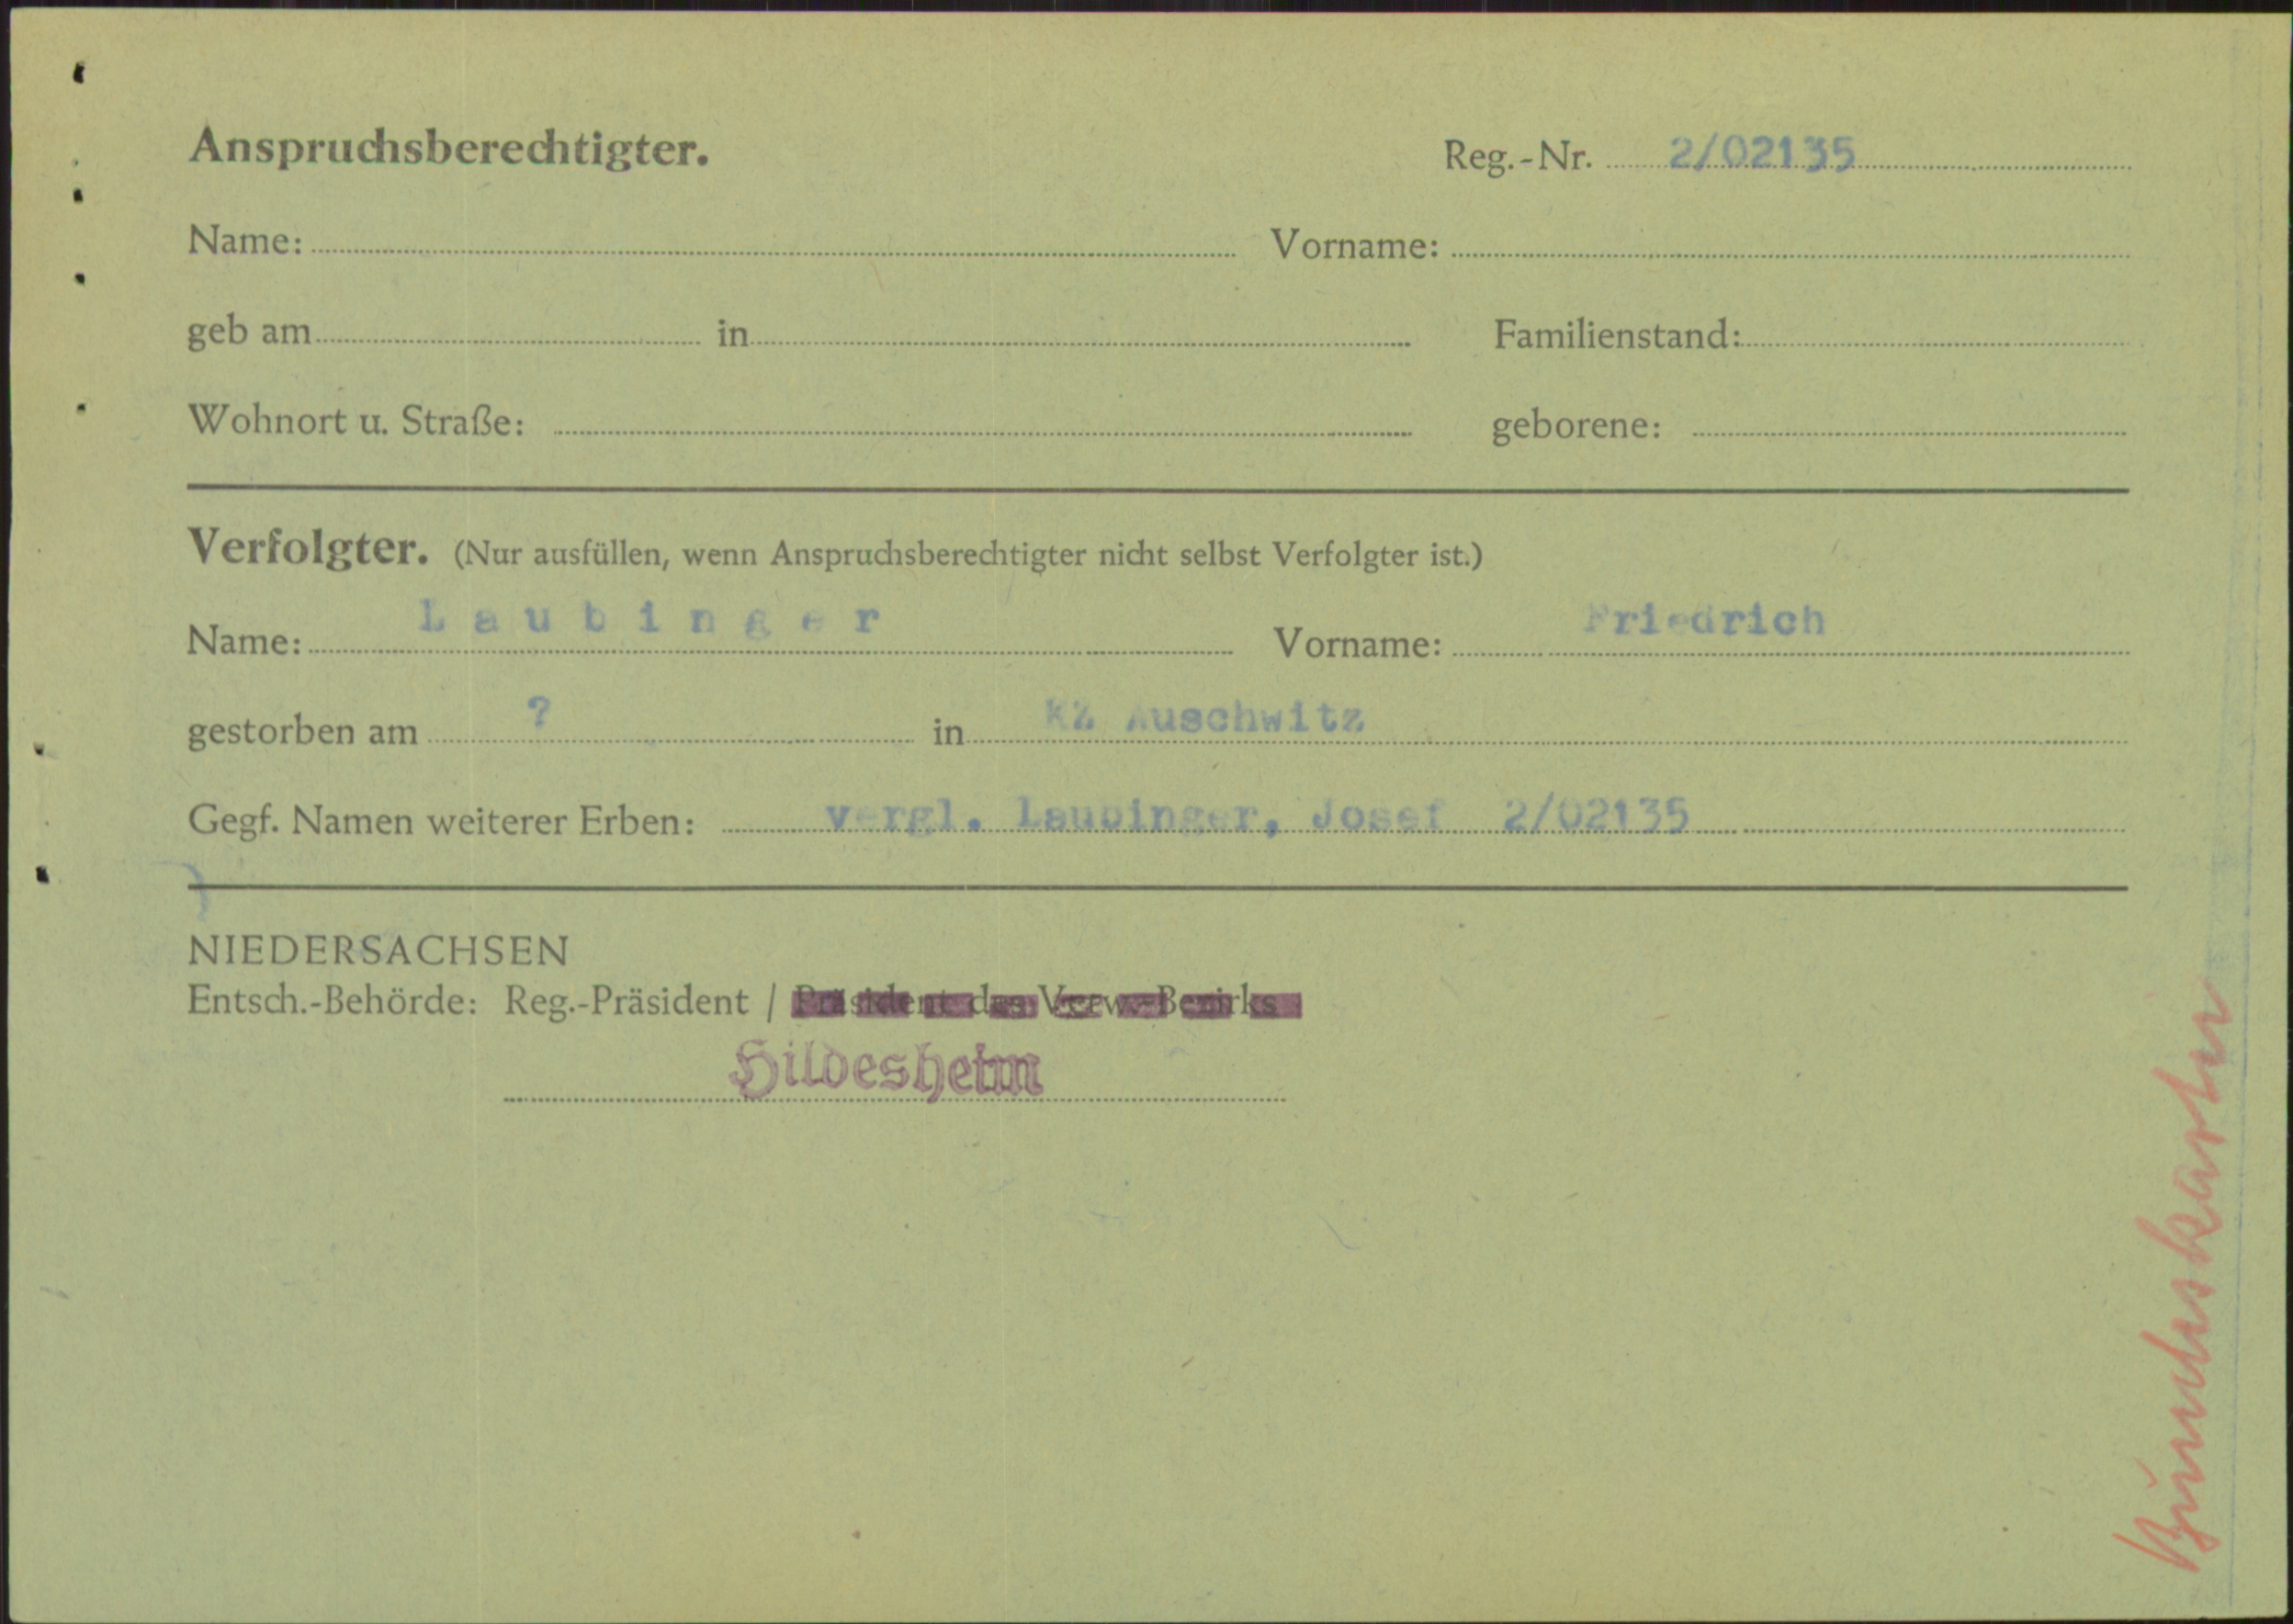 Anspruchsberechtigter. Reg.-Nr. 2/02135
Name: Vorname:
geb am in Familienstand:
Wohnort u. Straße: geborene:
Verfolgter. (Nur ausfüllen, wenn Anspruchsberechtigter nicht selbst Verfolgter ist.)
Name: Laubinger Vorname: Friedrich
gestorben am ? in KZ Auschwitz
Gegf. Namen weiterer Erben: vergl. Laubinger, Josef 2/02135
NIEDERSACHSEN
Entsch.-Behörde: Reg.-Präsident / Präsident des Verw.-Bezirks
Hildesheim
Bundeskartei